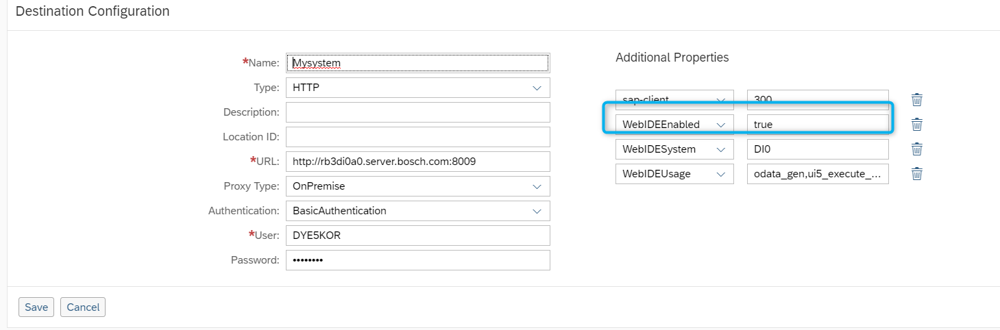 Destination Configuration
*Name: Mysystem
Type: HTTP
Description:
Location ID:
*URL: http://rb3di0a0.server.bosch.com:8009
Proxy Type: OnPremise
Authentication: BasicAuthentication
*User: DYE5KOR
Password: ••••••••
Additional Properties
sap-client 300
WebIDEEnabled true
WebIDESystem DI0
WebIDEUsage odata_gen,ui5_execute_...
Save Cancel